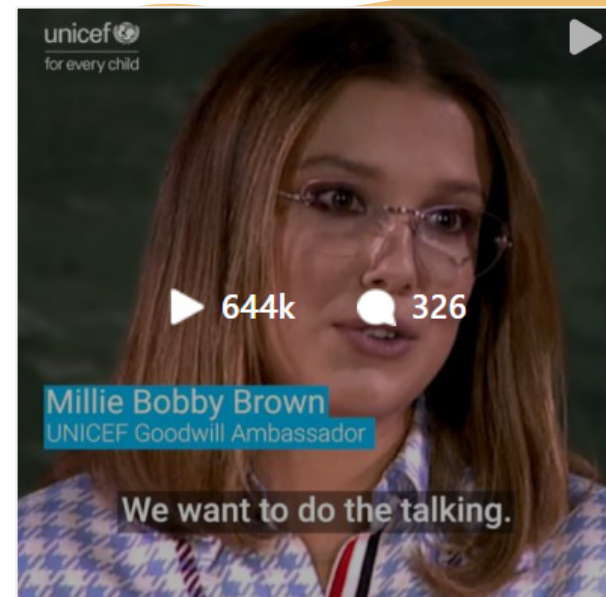 unicef
for every child
644k
326
Millie Bobby Brown
UNICEF Goodwill Ambassador
We want to do the talking.